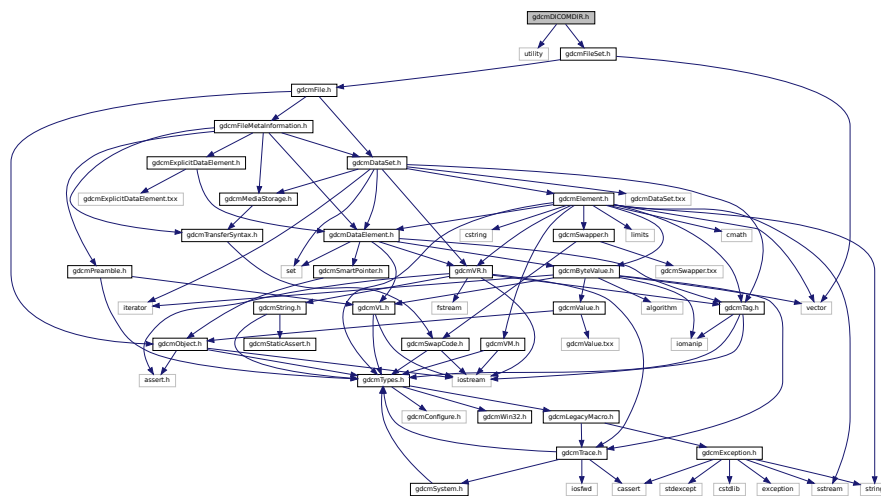 gdcmDICOMDIR.h
utility
gdcmFileSet.h
gdcmFile.h
gdcmFileMetaInformation.h
gdcmExplicitDataElement.h
gdcmDataSet.h
gdcmExplicitDataElement.txx
gdcmMediaStorage.h
gdcmElement.h
gdcmDataSet.txx
gdcmTransferSyntax.h
gdcmDataElement.h
cstring
gdcmSwapper.h
limits
cmath
gdcmPreamble.h
set
gdcmSmartPointer.h
gdcmVR.h
gdcmByteValue.h
gdcmSwapper.txx
iterator
gdcmString.h
gdcmVL.h
fstream
gdcmValue.h
algorithm
gdcmTag.h
vector
gdcmObject.h
gdcmStaticAssert.h
gdcmSwapCode.h
gdcmVM.h
gdcmValue.txx
iomanip
assert.h
gdcmTypes.h
iostream
gdcmConfigure.h
gdcmWin32.h
gdcmLegacyMacro.h
gdcmTrace.h
gdcmException.h
gdcmSystem.h
iosfwd
cassert
stdexcept
cstdlib
exception
sstream
string